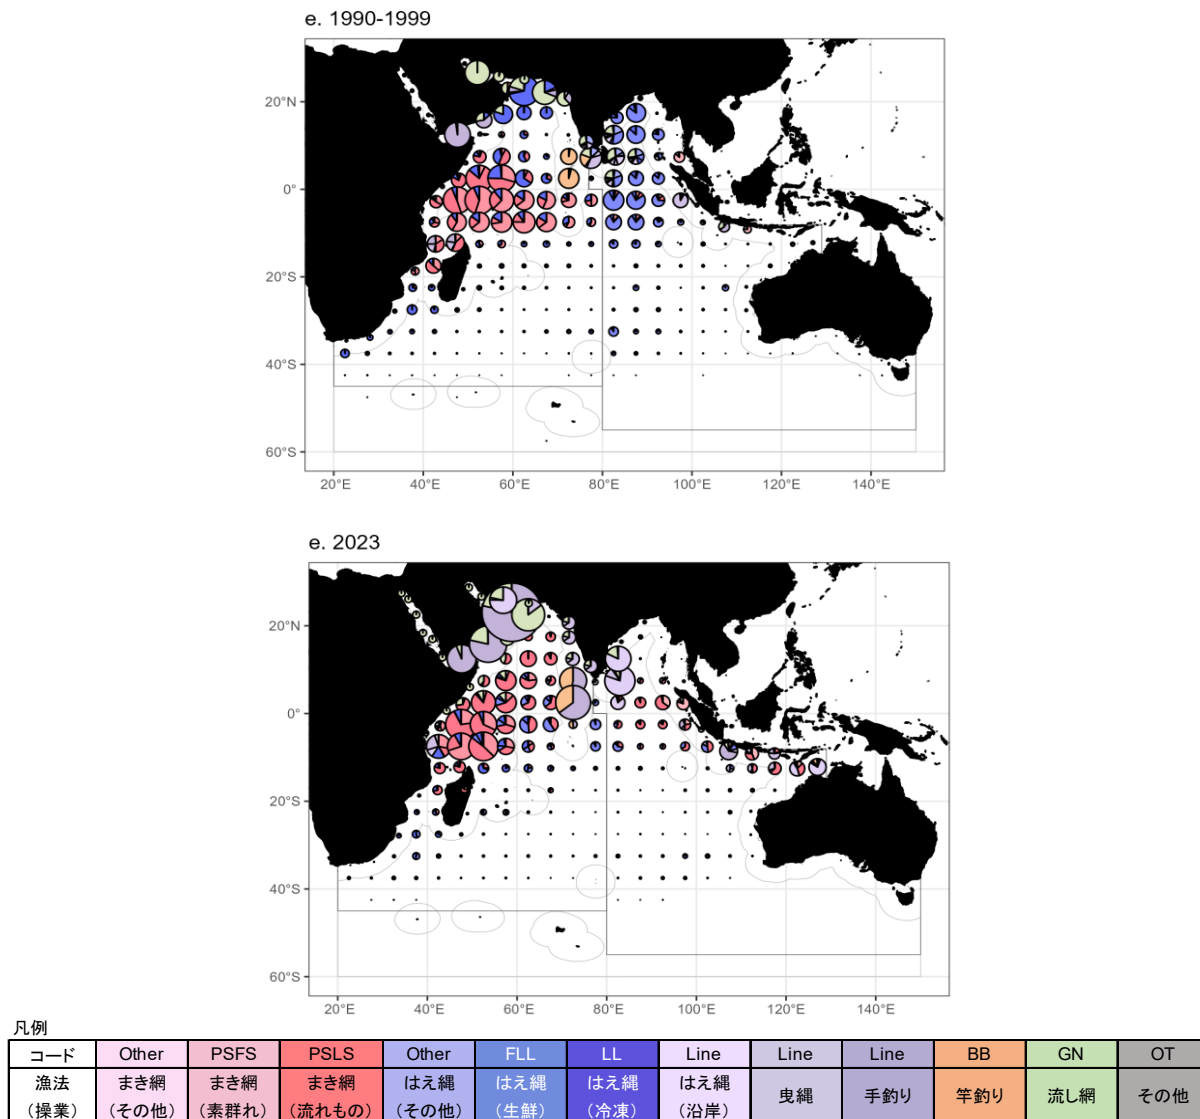 e. 1990-1999
20°N
0°
20°S
40°S
60°S
20°E 40°E 60°E 80°E 100°E 120°E 140°E
e. 2023
20°N
0°
20°S
40°S
60°S
20°E 40°E 60°E 80°E 100°E 120°E 140°E
凡例
コード Other PSFS PSLS Other FLL LL Line Line Line BB GN OT
漁法 まき網 まき網 まき網 はえ縄 はえ縄 はえ縄 はえ縄 曳縄 手釣り 竿釣り 流し網 その他
（操業） （その他） （素群れ） （流れもの） （その他） （生鮮） （冷凍） （沿岸）